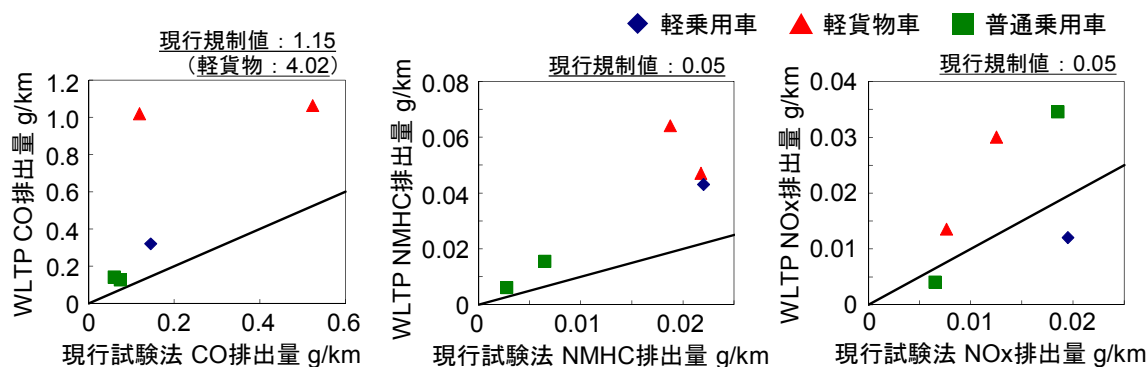 軽乗用車 軽貨物車 普通乗用車
現行規制値：1.15
（軽貨物：4.02）
WLTP CO排出量 g/km
1.2
1.0
0.8
0.6
0.4
0.2
0
0 0.2 0.4 0.6
現行試験法 CO排出量 g/km
現行規制値：0.05
WLTP NMHC排出量 g/km
0.08
0.06
0.04
0.02
0
0 0.01 0.02
現行試験法 NMHC排出量 g/km
現行規制値：0.05
WLTP NOx排出量 g/km
0.04
0.03
0.02
0.01
0
0 0.01 0.02
現行試験法 NOx排出量 g/km